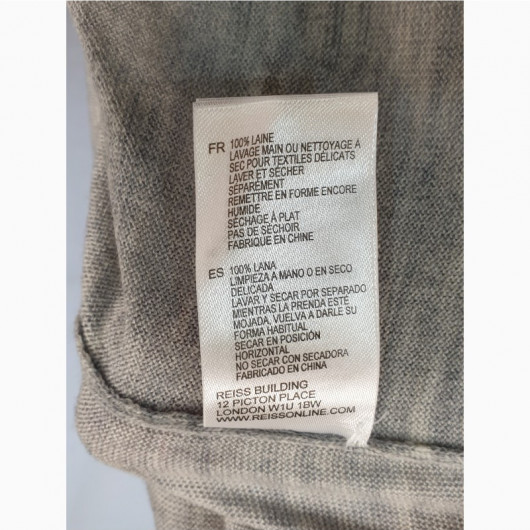 FR 100% LAINE
LAVAGE MAIN OU NETTOYAGE À
SEC POUR TEXTILES DÉLICATS
LAVER ET SÉCHER
SÉPARÉMENT
REMETTRE EN FORME ENCORE
HUMIDE
SÉCHAGE À PLAT
PAS DE SÈCHOIR
FABRIQUE EN CHINE
ES 100% LANA
LIMPIEZA A MANO O EN SECO
DELICADA
LAVAR Y SECAR POR SEPARADO
MIENTRAS LA PRENDA ESTÉ
MOJADA, VUELVA A DARLE SU
FORMA HABITUAL
SECAR EN POSICIÓN
HORIZONTAL
NO SECAR CON SECADORA
FABRICADO EN CHINA
REISS BUILDING
12 PICTON PLACE
LONDON W1U 1BW
WWW.REISSONLINE.COM